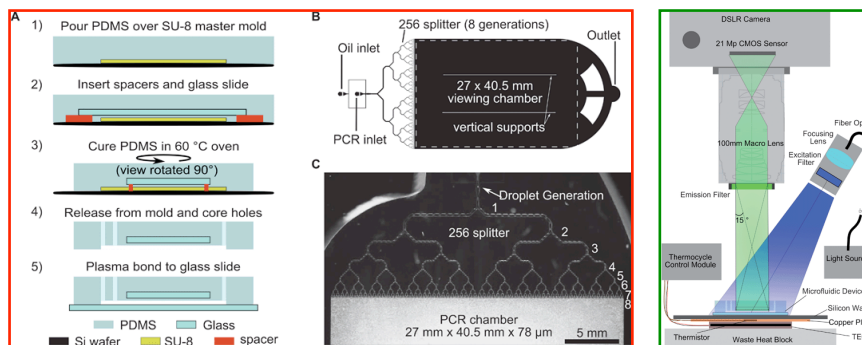 A
1) Pour PDMS over SU-8 master mold
2) Insert spacers and glass slide
3) Cure PDMS in 60 °C oven
(view rotated 90°)
4) Release from mold and core holes
5) Plasma bond to glass slide
PDMS Glass
Si wafer SU-8 spacer
B
256 splitter (8 generations)
Oil inlet
Outlet
27 x 40.5 mm
viewing chamber
PCR inlet
vertical supports
C
Droplet Generation
1
256 splitter
2
3
4
5
6
7
8
PCR chamber
27 mm x 40.5 mm x 78 µm
5 mm
DSLR Camera
21 Mp CMOS Sensor
Fiber Op
Focusing
Lens
100mm Macro Lens
Excitation
Filter
Emission Filter
15 °
Thermocycle
Control Module
Light Sourc
Microfluidic Device
Silicon Wa
Copper Pl
Thermistor
Waste Heat Block
TE